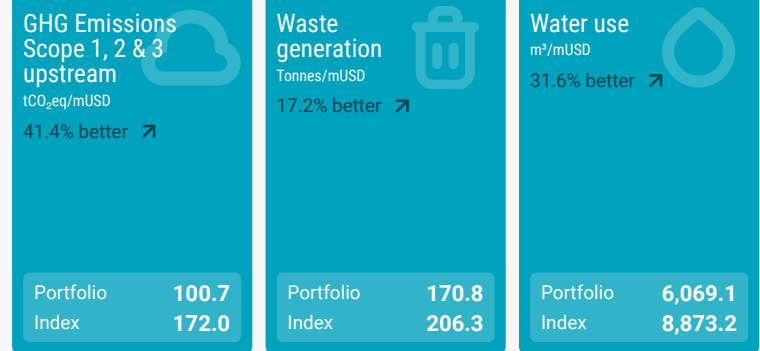 GHG Emissions
Scope 1, 2 & 3
upstream
tCO₂eq/mUSD
41.4% better
Portfolio 100.7
Index 172.0
Waste
generation
Tonnes/mUSD
17.2% better
Portfolio 170.8
Index 206.3
Water use
m³/mUSD
31.6% better
Portfolio 6,069.1
Index 8,873.2